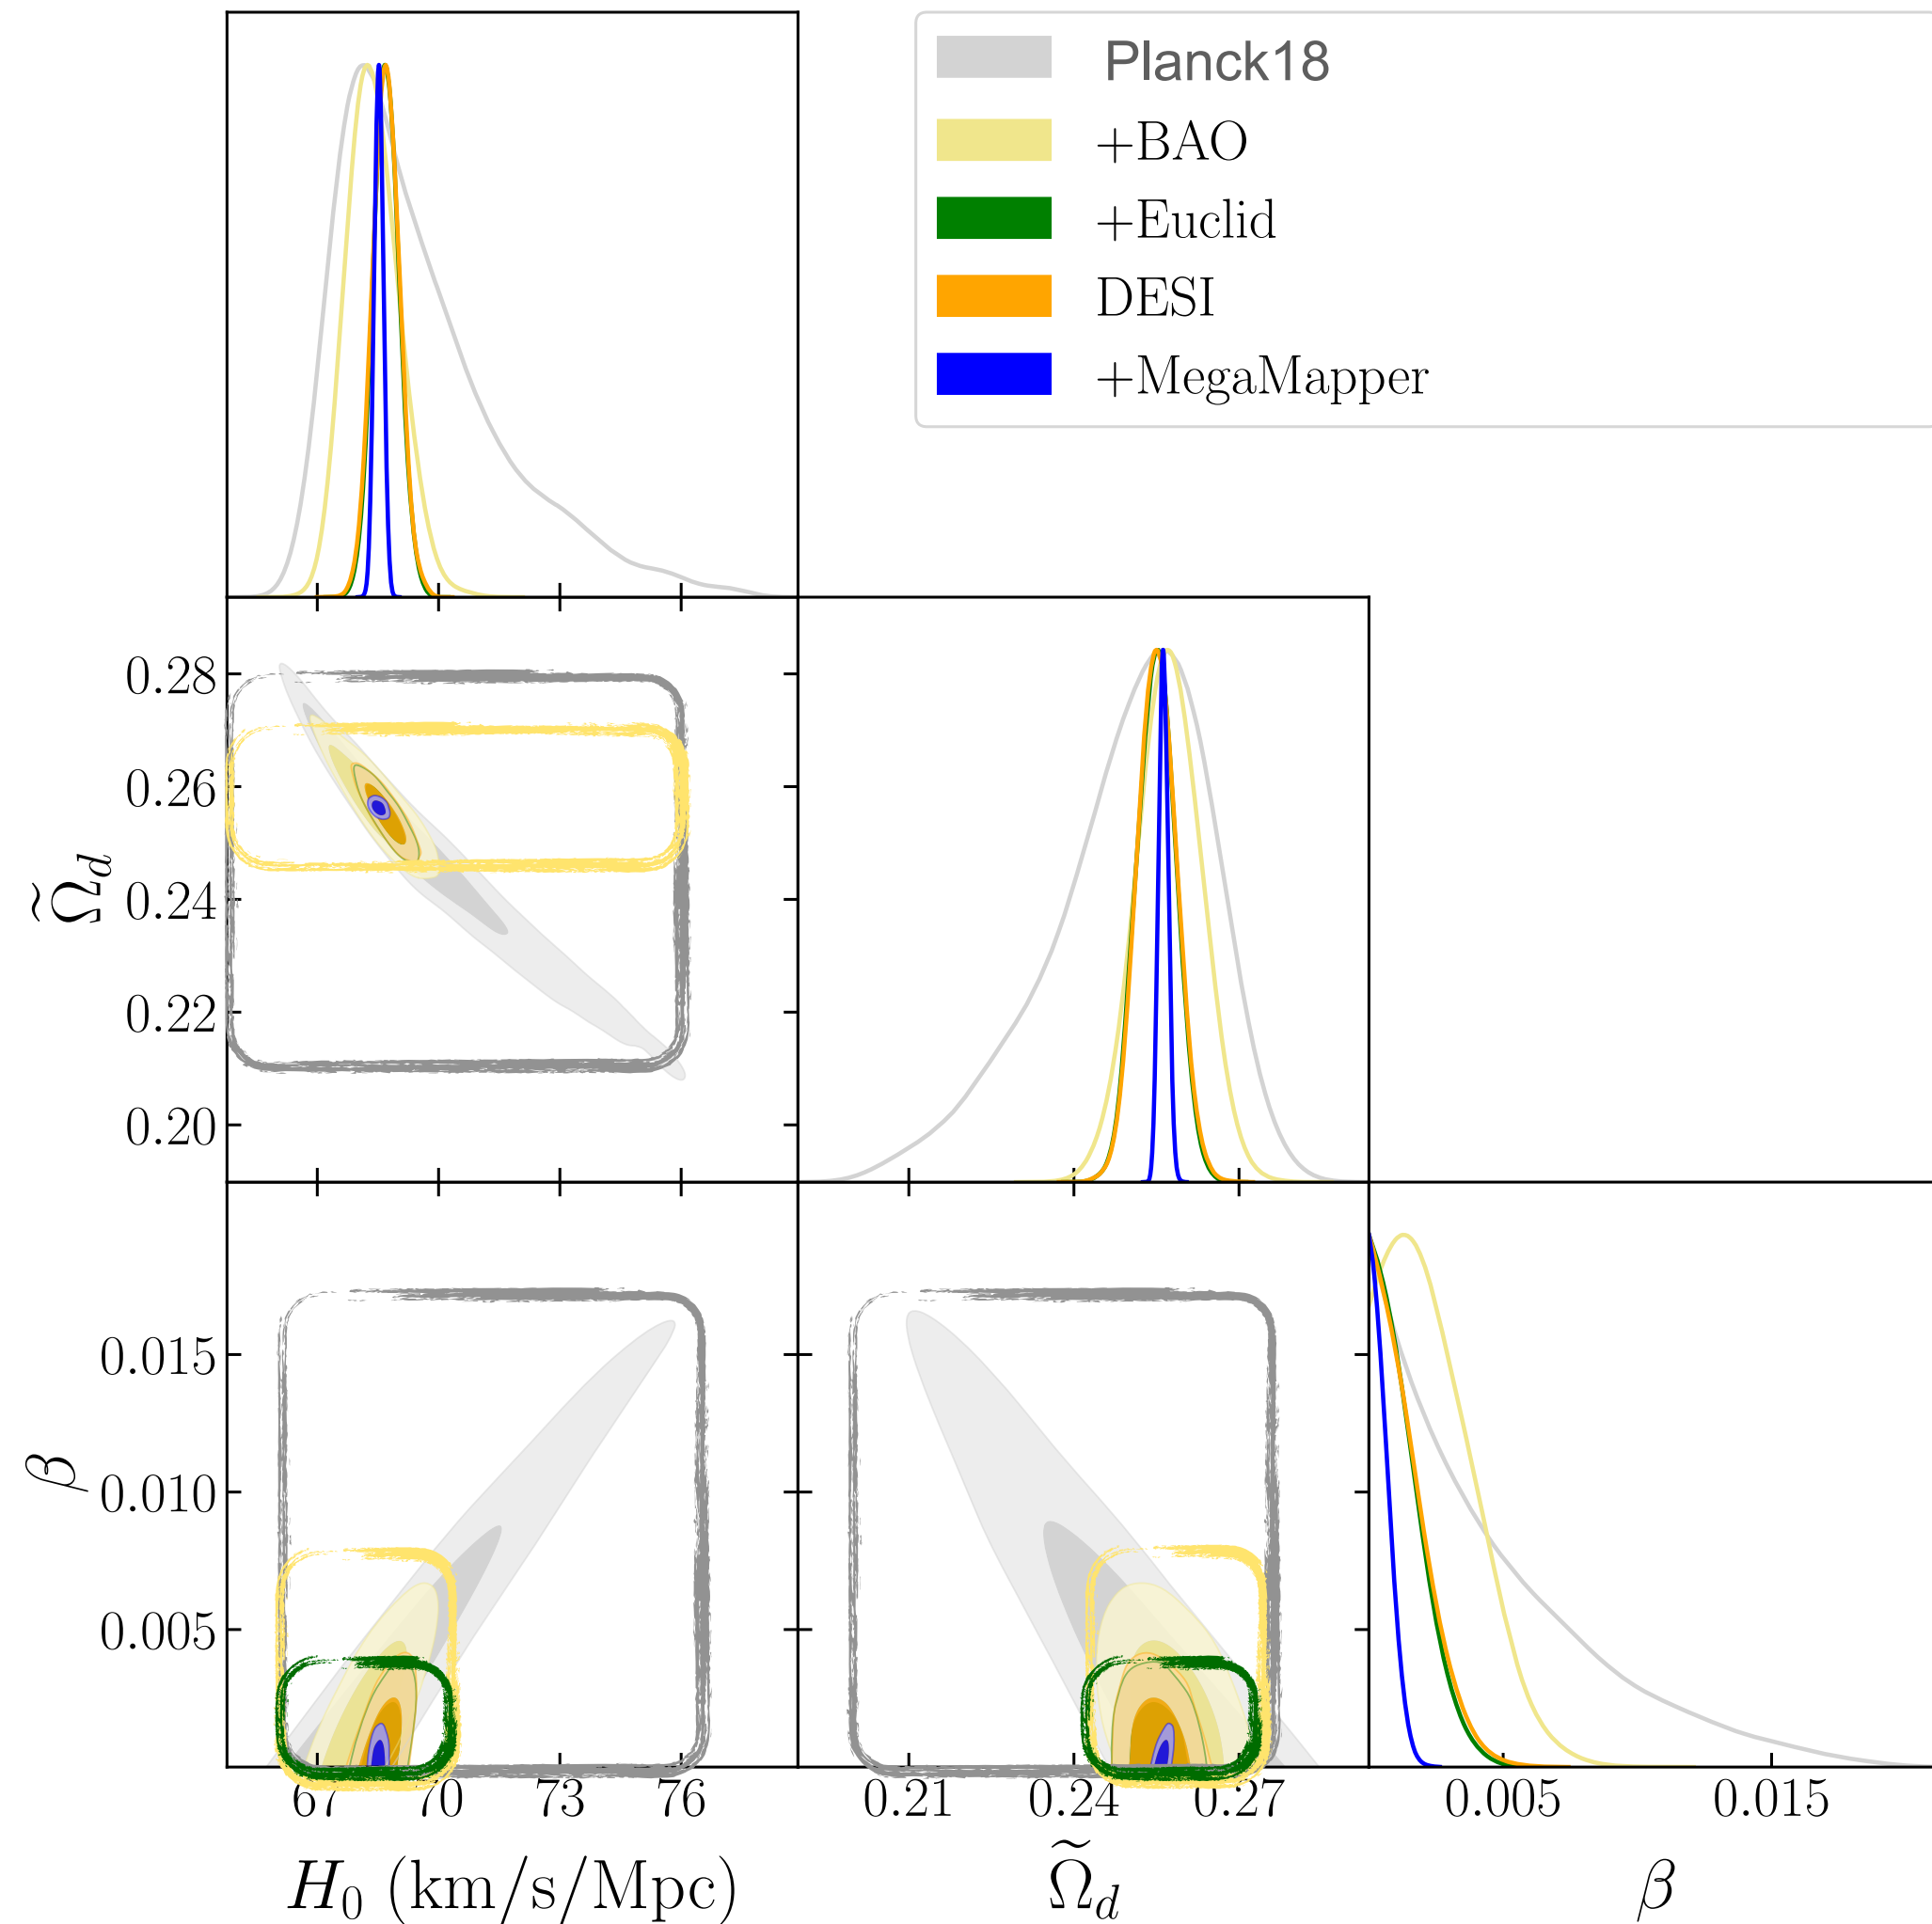 Planck18
+BAO
+Euclid
DESI
+MegaMapper
0.28
0.26
0.24
0.22
0.20
Ω̃_d
0.015
0.010
0.005
β
67 70 73 76
0.21 0.24 0.27
0.005 0.015
H₀ (km/s/Mpc)
Ω̃_d
β